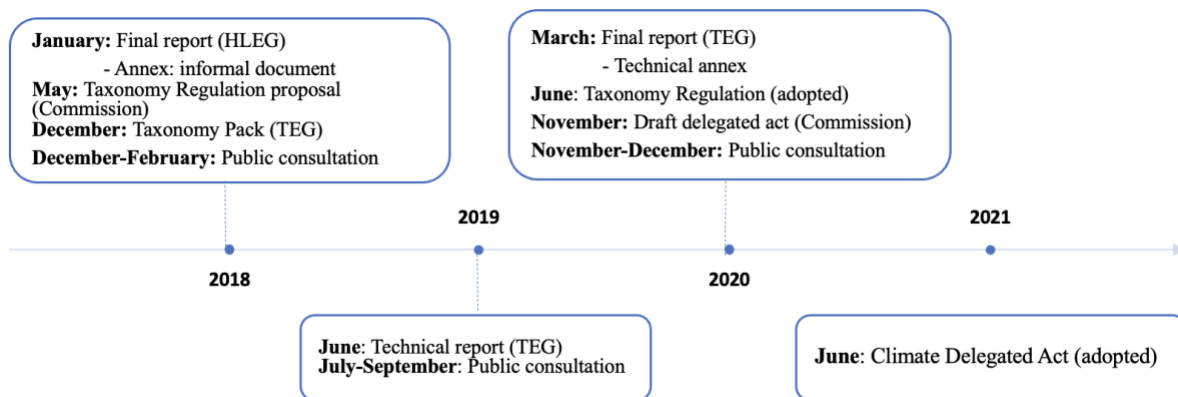 January: Final report (HLEG)
- Annex: informal document
May: Taxonomy Regulation proposal
(Commission)
December: Taxonomy Pack (TEG)
December-February: Public consultation
March: Final report (TEG)
- Technical annex
June: Taxonomy Regulation (adopted)
November: Draft delegated act (Commission)
November-December: Public consultation
2019
2021
2018
2020
June: Technical report (TEG)
July-September: Public consultation
June: Climate Delegated Act (adopted)